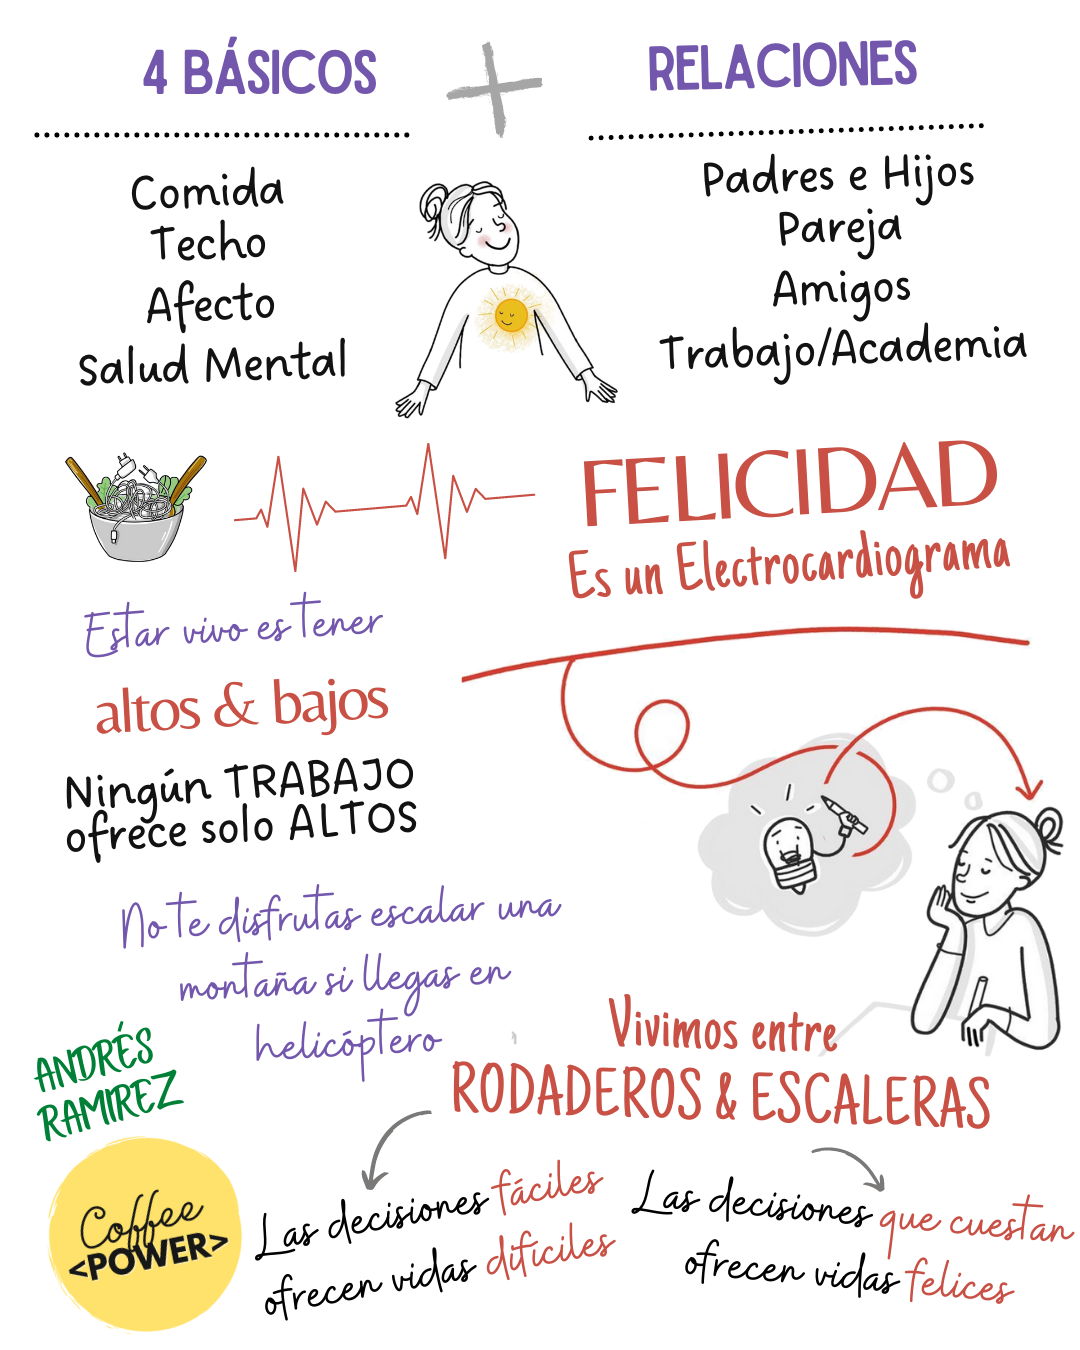 4 BÁSICOS
Comida
Techo
Afecto
Salud Mental
RELACIONES
Padres e Hijos
Pareja
Amigos
Trabajo/Academia
FELICIDAD
Es un Electrocardiograma
Estar vivo es tener
altos & bajos
Ningún TRABAJO
ofrece solo ALTOS
No te disfrutas escalar una
montaña si llegas en
helicóptero
Vivimos entre
RODADEROS & ESCALERAS
Las decisiones fáciles
ofrecen vidas difíciles
Las decisiones que cuestan
ofrecen vidas felices
ANDRÉS
RAMIREZ
Coffee
<POWER>